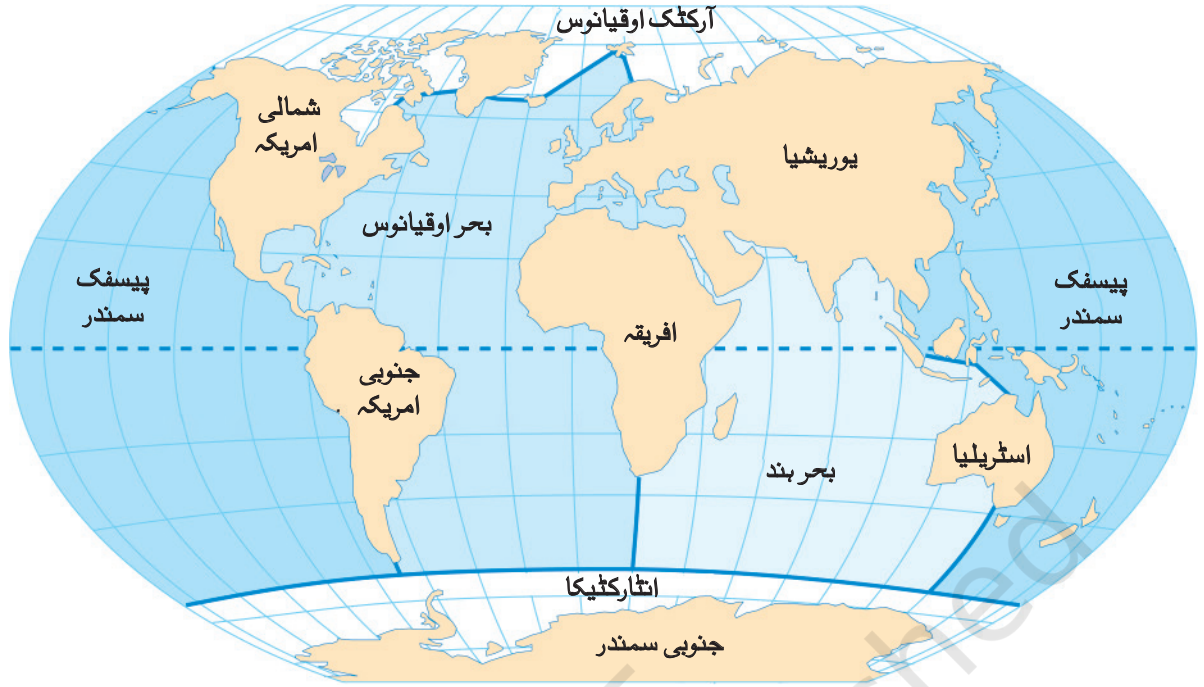 آرکٹک اوقیانوس
شمالی
امریکہ
یوریشیا
بحر اوقیانوس
پیسفک
سمندر
پیسفک
سمندر
افریقہ
جنوبی
امریکہ
اسٹریلیا
بحر ہند
انٹارکٹیکا
جنوبی سمندر